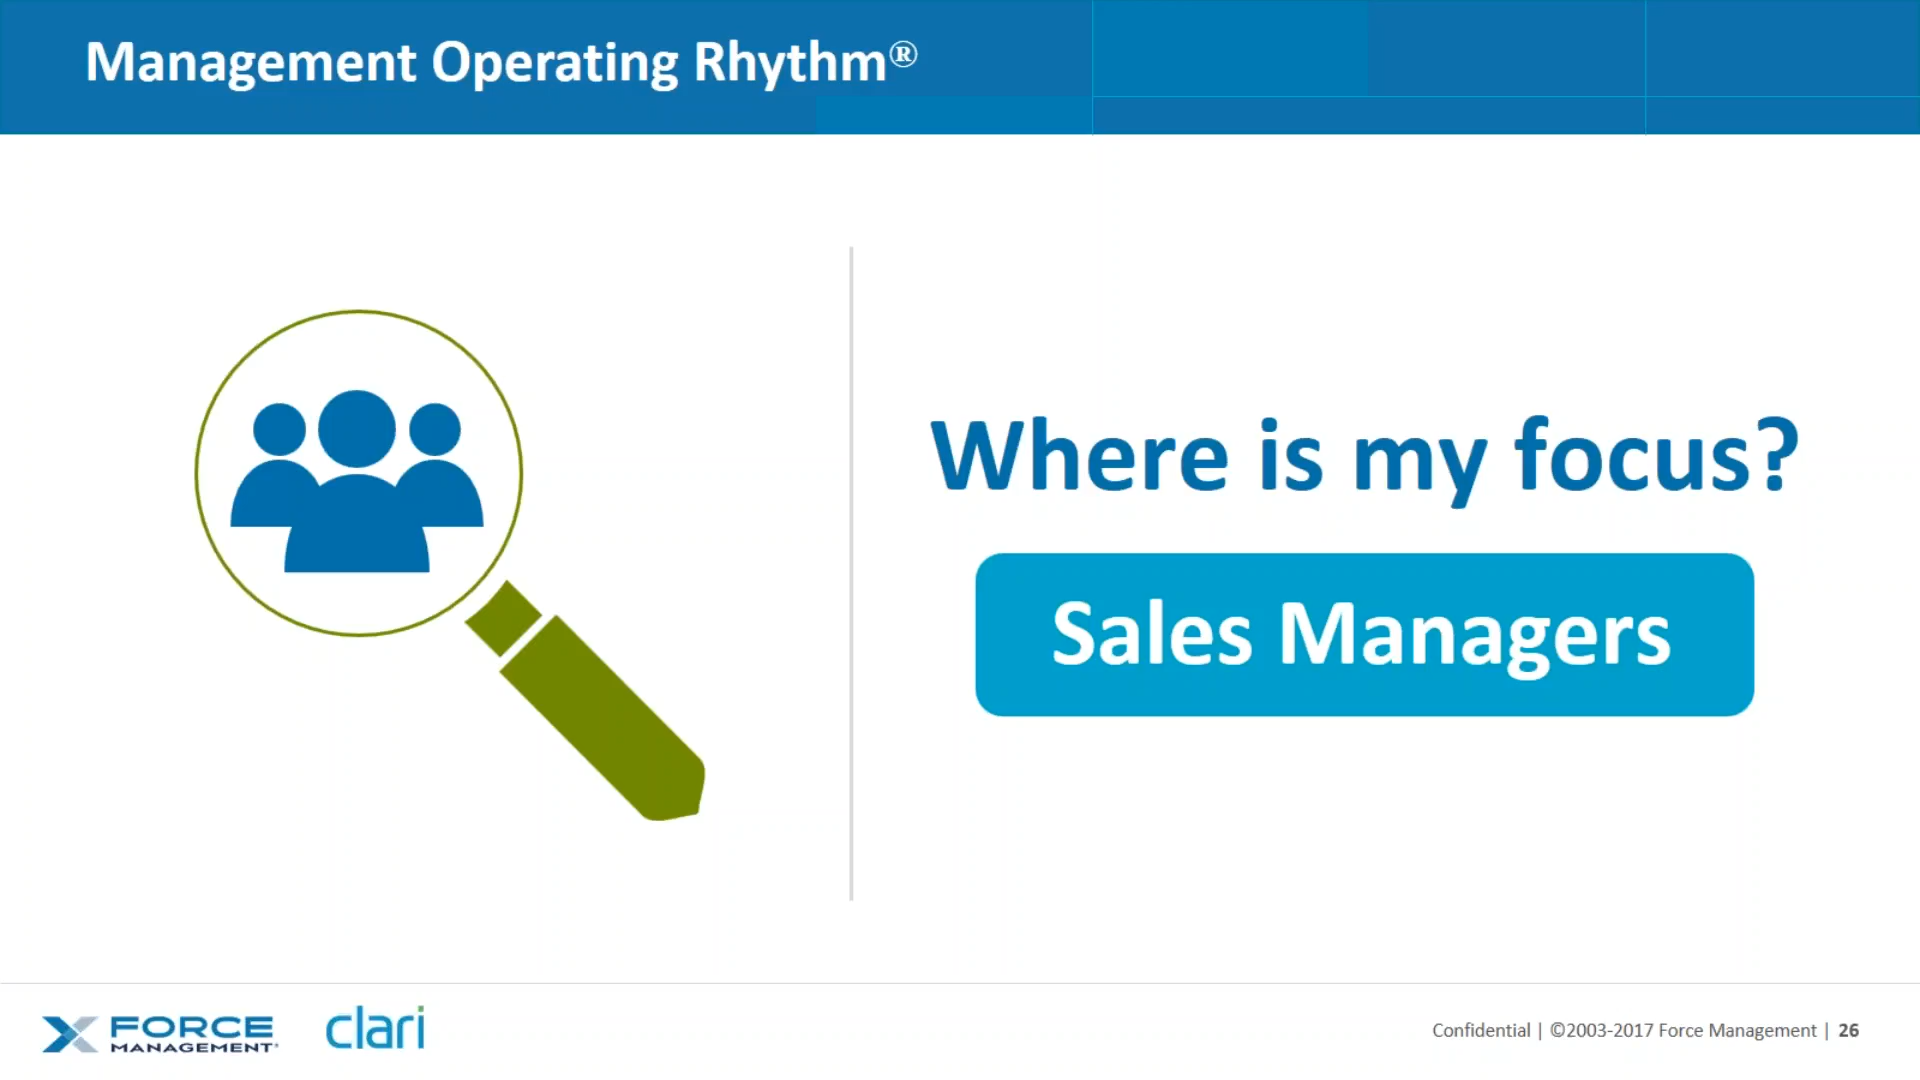 Management Operating Rhythm®
Where is my focus?
Sales Managers
FORCE
MANAGEMENT
clari
Confidential | ©2003-2017 Force Management | 26